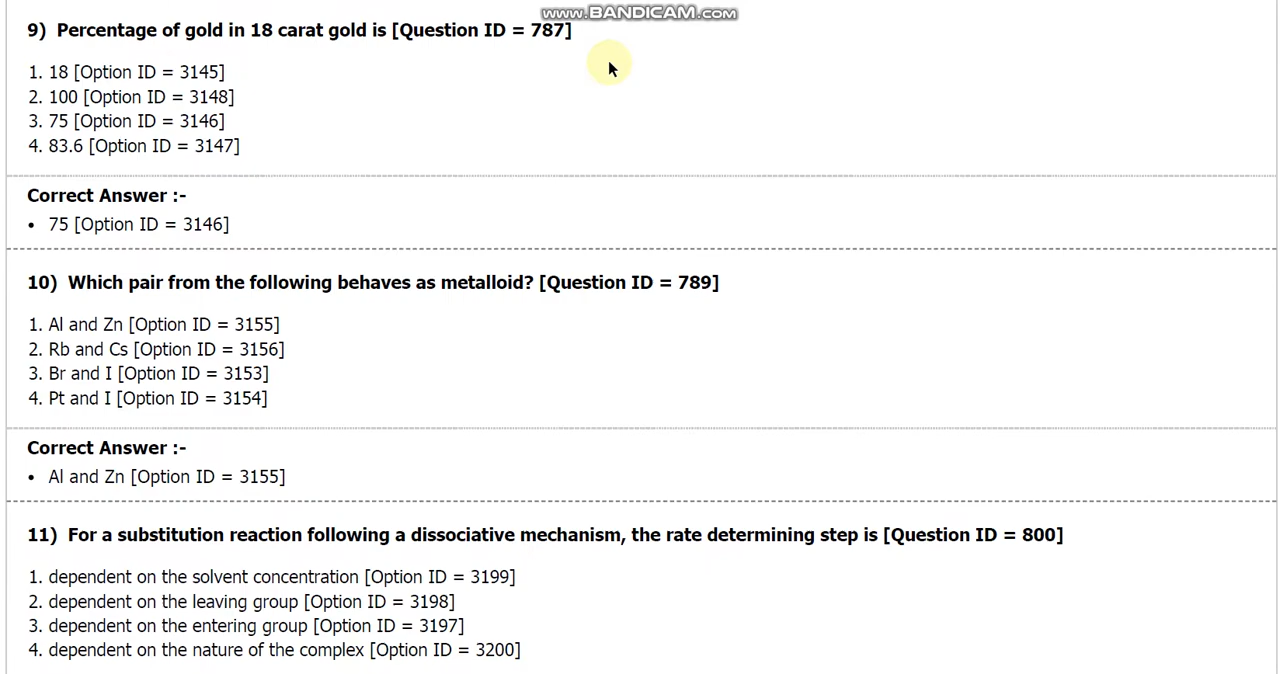 www.BANDICAM.com
9) Percentage of gold in 18 carat gold is [Question ID = 787]
1. 18 [Option ID = 3145]
2. 100 [Option ID = 3148]
3. 75 [Option ID = 3146]
4. 83.6 [Option ID = 3147]
Correct Answer :-
• 75 [Option ID = 3146]
10) Which pair from the following behaves as metalloid? [Question ID = 789]
1. Al and Zn [Option ID = 3155]
2. Rb and Cs [Option ID = 3156]
3. Br and I [Option ID = 3153]
4. Pt and I [Option ID = 3154]
Correct Answer :-
• Al and Zn [Option ID = 3155]
11) For a substitution reaction following a dissociative mechanism, the rate determining step is [Question ID = 800]
1. dependent on the solvent concentration [Option ID = 3199]
2. dependent on the leaving group [Option ID = 3198]
3. dependent on the entering group [Option ID = 3197]
4. dependent on the nature of the complex [Option ID = 3200]